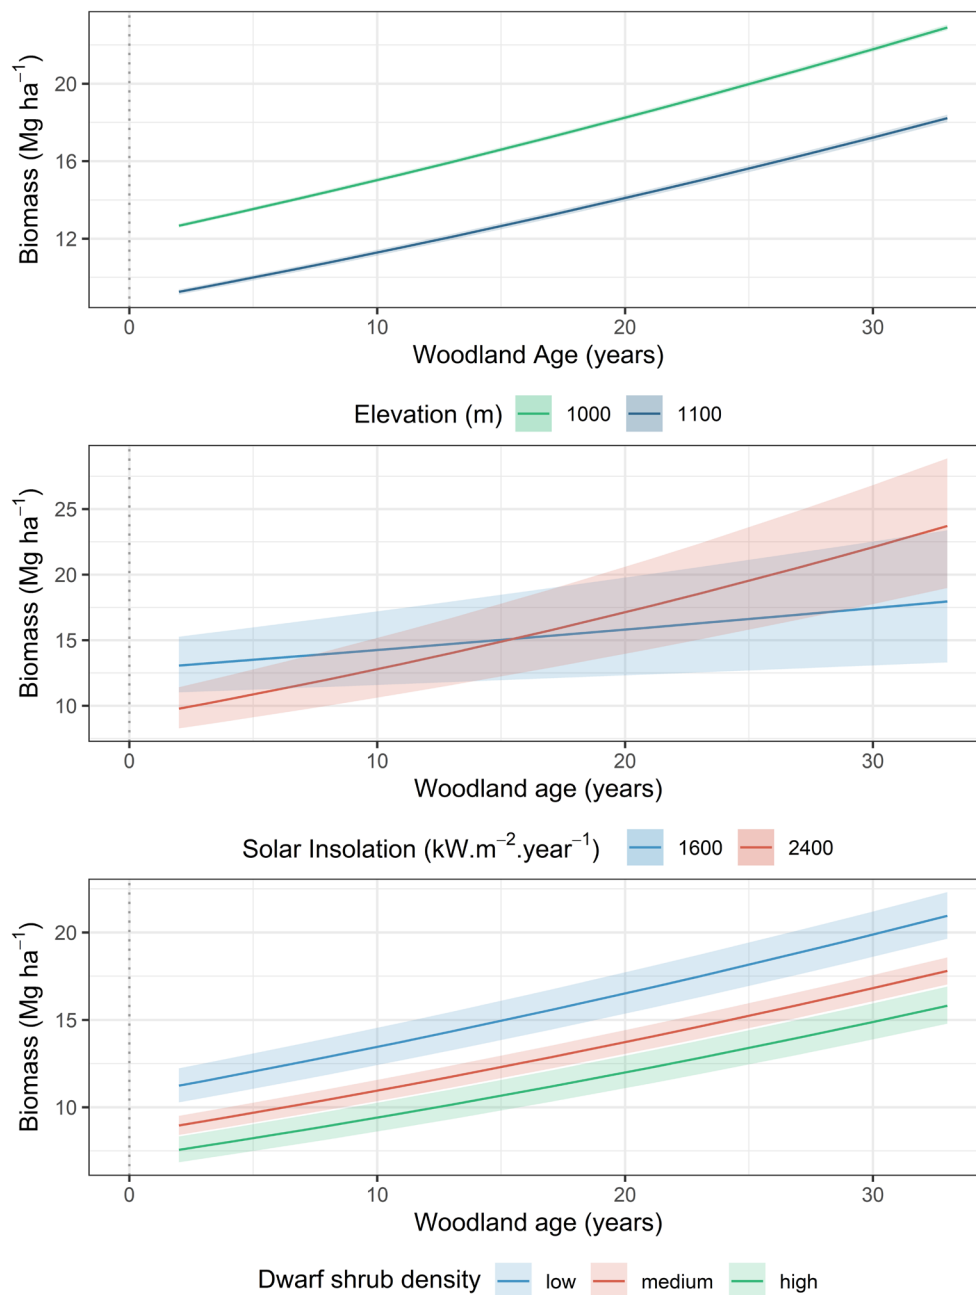 Biomass (Mg ha⁻¹)
20
16
12
0 10 20 30
Woodland Age (years)
Elevation (m) 1000 1100
Biomass (Mg ha⁻¹)
25
20
15
10
0 10 20 30
Woodland age (years)
Solar Insolation (kW.m⁻².year⁻¹) 1600 2400
Biomass (Mg ha⁻¹)
20
15
10
0 10 20 30
Woodland age (years)
Dwarf shrub density low medium high